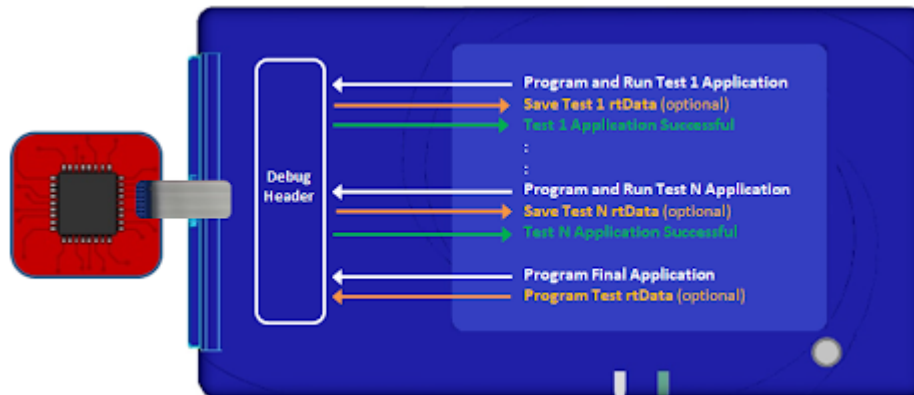 Program and Run Test 1 Application
Save Test 1 rtData (optional)
Test 1 Application Successful
:
:
Debug
Header
Program and Run Test N Application
Save Test N rtData (optional)
Test N Application Successful
Program Final Application
Program Test rtData (optional)